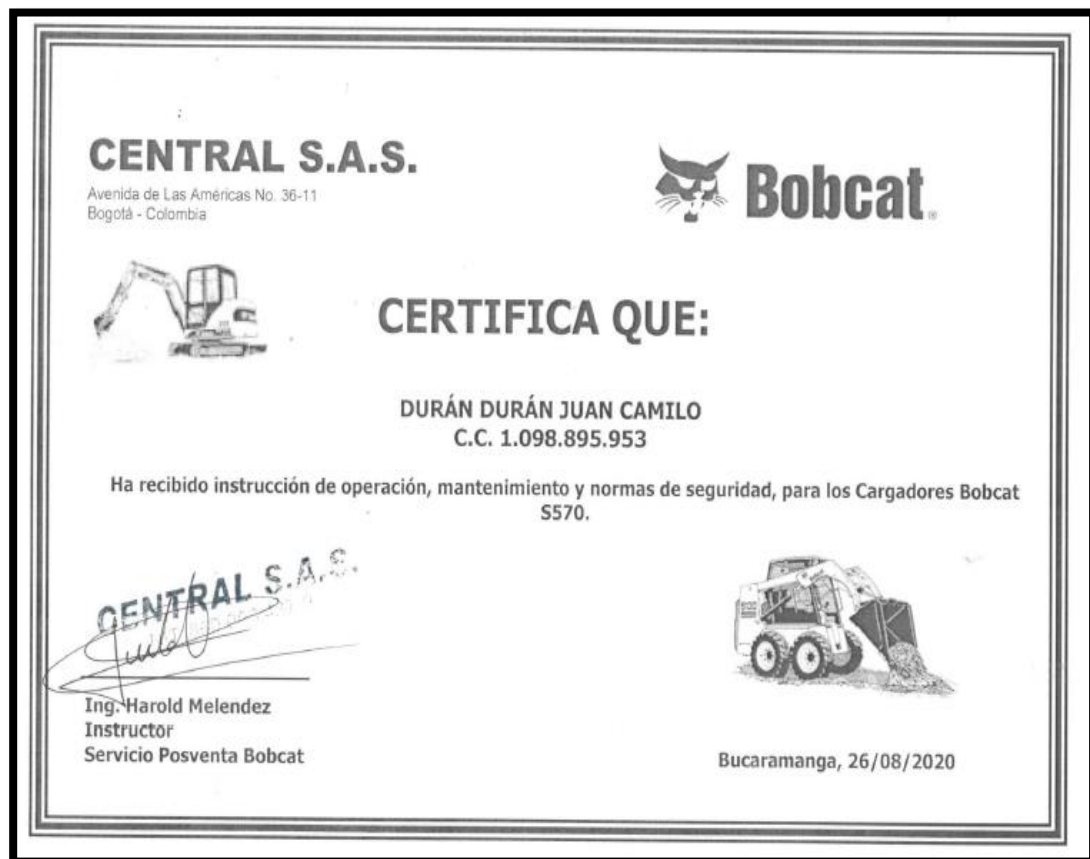 CENTRAL S.A.S.
Avenida de Las Américas No. 36-11
Bogotá - Colombia
Bobcat®
CERTIFICA QUE:
DURÁN DURÁN JUAN CAMILO
C.C. 1.098.895.953
Ha recibido instrucción de operación, mantenimiento y normas de seguridad, para los Cargadores Bobcat
S570.
CENTRAL S.A.S.
Ing. Harold Melendez
Instructor
Servicio Posventa Bobcat
Bucaramanga, 26/08/2020